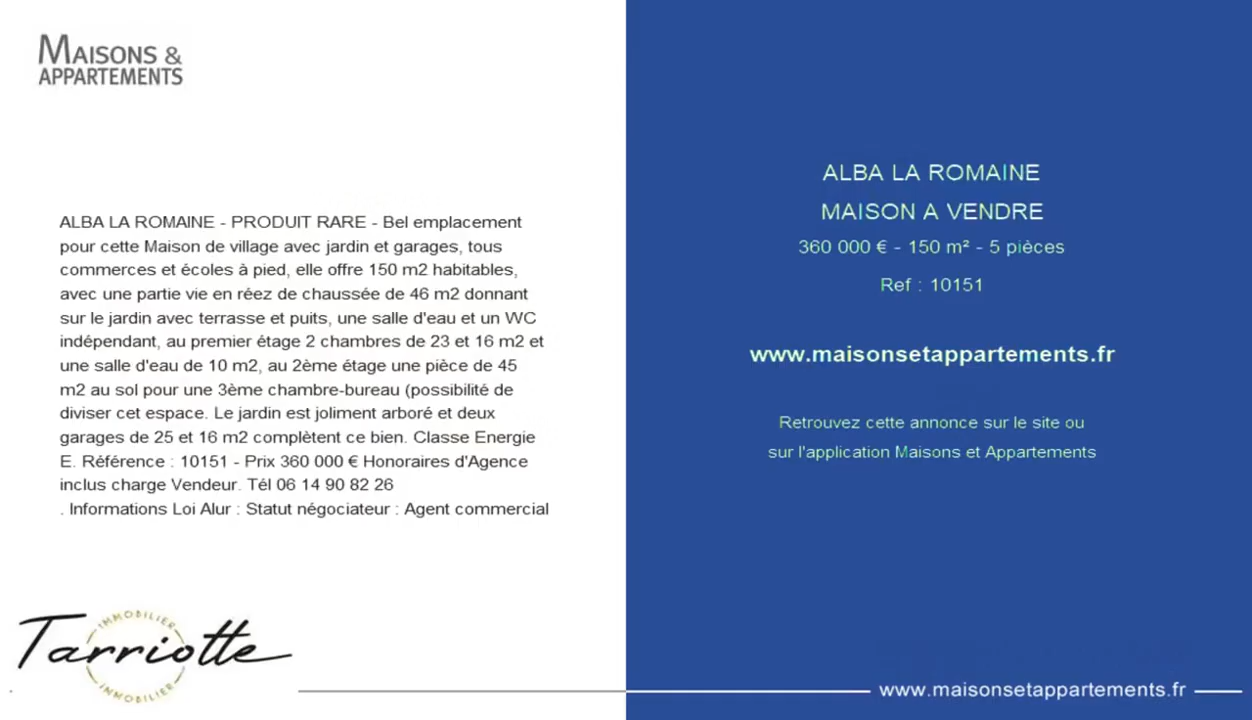 MAISONS &
APPARTEMENTS
ALBA LA ROMAINE - PRODUIT RARE - Bel emplacement
pour cette Maison de village avec jardin et garages, tous
commerces et écoles à pied, elle offre 150 m2 habitables,
avec une partie vie en réez de chaussée de 46 m2 donnant
sur le jardin avec terrasse et puits, une salle d'eau et un WC
indépendant, au premier étage 2 chambres de 23 et 16 m2 et
une salle d'eau de 10 m2, au 2ème étage une pièce de 45
m2 au sol pour une 3ème chambre-bureau (possibilité de
diviser cet espace. Le jardin est joliment arboré et deux
garages de 25 et 16 m2 complètent ce bien. Classe Energie
E. Référence : 10151 - Prix 360 000 € Honoraires d'Agence
inclus charge Vendeur. Tél 06 14 90 82 26
. Informations Loi Alur : Statut négociateur : Agent commercial
IMMOBILIER
Tarriotte
IMMOBILIER
ALBA LA ROMAINE
MAISON A VENDRE
360 000 € - 150 m² - 5 pièces
Ref : 10151
www.maisonsetappartements.fr
Retrouvez cette annonce sur le site ou
sur l'application Maisons et Appartements
www.maisonsetappartements.fr